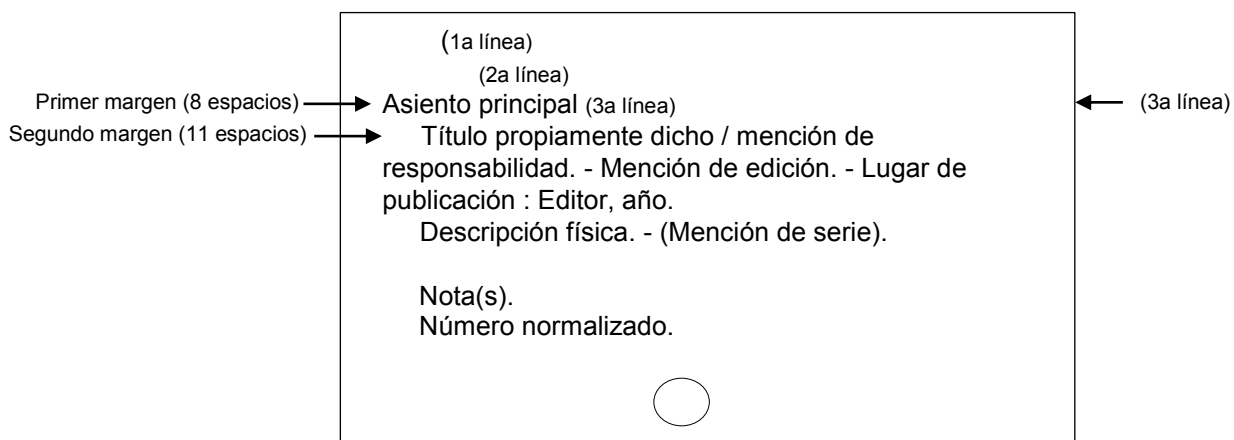 (1a línea)
(2a línea)
Primer margen (8 espacios) Asiento principal (3a línea) (3a línea)
Segundo margen (11 espacios) Título propiamente dicho / mención de
responsabilidad. - Mención de edición. - Lugar de
publicación : Editor, año.
Descripción física. - (Mención de serie).
Nota(s).
Número normalizado.